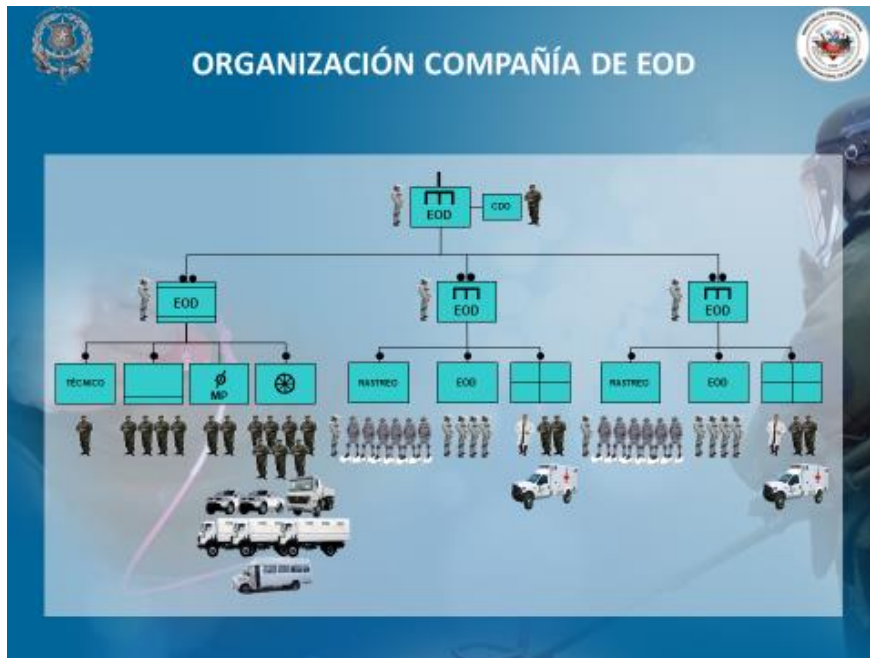 ORGANIZACIÓN COMPAÑÍA DE EOD
EOD
CDO
EOD
EOD
EOD
TÉCNICO
MP
RASTREO
EOD
RASTREO
EOD